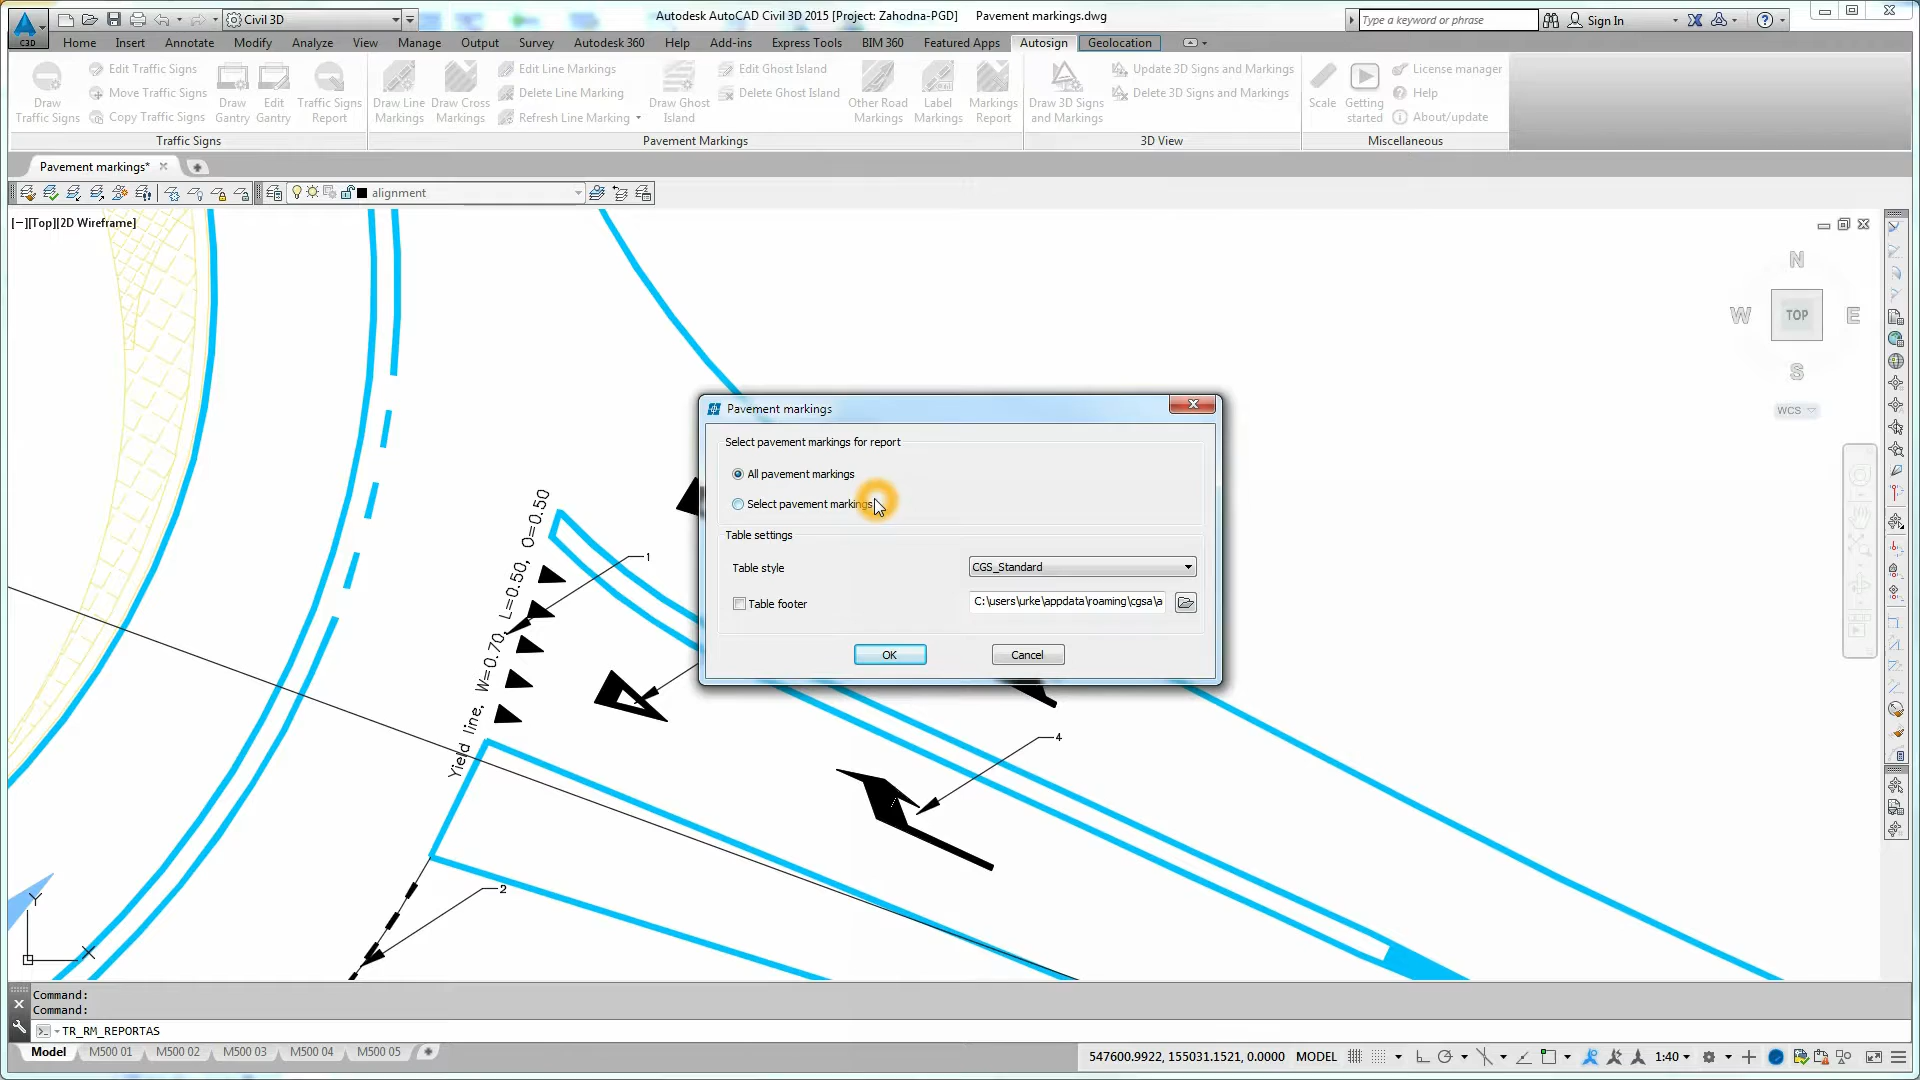 Civil 3D
Autodesk AutoCAD Civil 3D 2015 [Project: Zahodna-PGD] Pavement markings.dwg
Type a keyword or phrase
Sign In
C3D
Home Insert Annotate Modify Analyze View Manage Output Survey Autodesk 360 Help Add-ins Express Tools BIM 360 Featured Apps Autosign Geolocation
Draw Traffic Signs
Edit Traffic Signs
Move Traffic Signs
Copy Traffic Signs
Draw Gantry
Edit Gantry
Traffic Signs Report
Traffic Signs
Draw Line Markings
Draw Cross Markings
Edit Line Markings
Delete Line Marking
Refresh Line Marking
Draw Ghost Island
Edit Ghost Island
Delete Ghost Island
Other Road Markings
Label Markings
Markings Report
Pavement Markings
Draw 3D Signs and Markings
Update 3D Signs and Markings
Delete 3D Signs and Markings
3D View
Scale
Getting started
License manager
Help
About/update
Miscellaneous
Pavement markings*
alignment
[−][Top][2D Wireframe]
N
W
TOP
E
S
WCS
Pavement markings
Select pavement markings for report
All pavement markings
Select pavement markings
Table settings
Table style
CGS_Standard
Table footer
C:\users\urke\appdata\roaming\cgsa\a
OK
Cancel
Yield line, W=0.70, L=0.50, O=0.50
1
4
2
Y
X
Command:
Command:
TR_RM_REPORTAS
Model M500 01 M500 02 M500 03 M500 04 M500 05
547600.9922, 155031.1521, 0.0000 MODEL
1:40